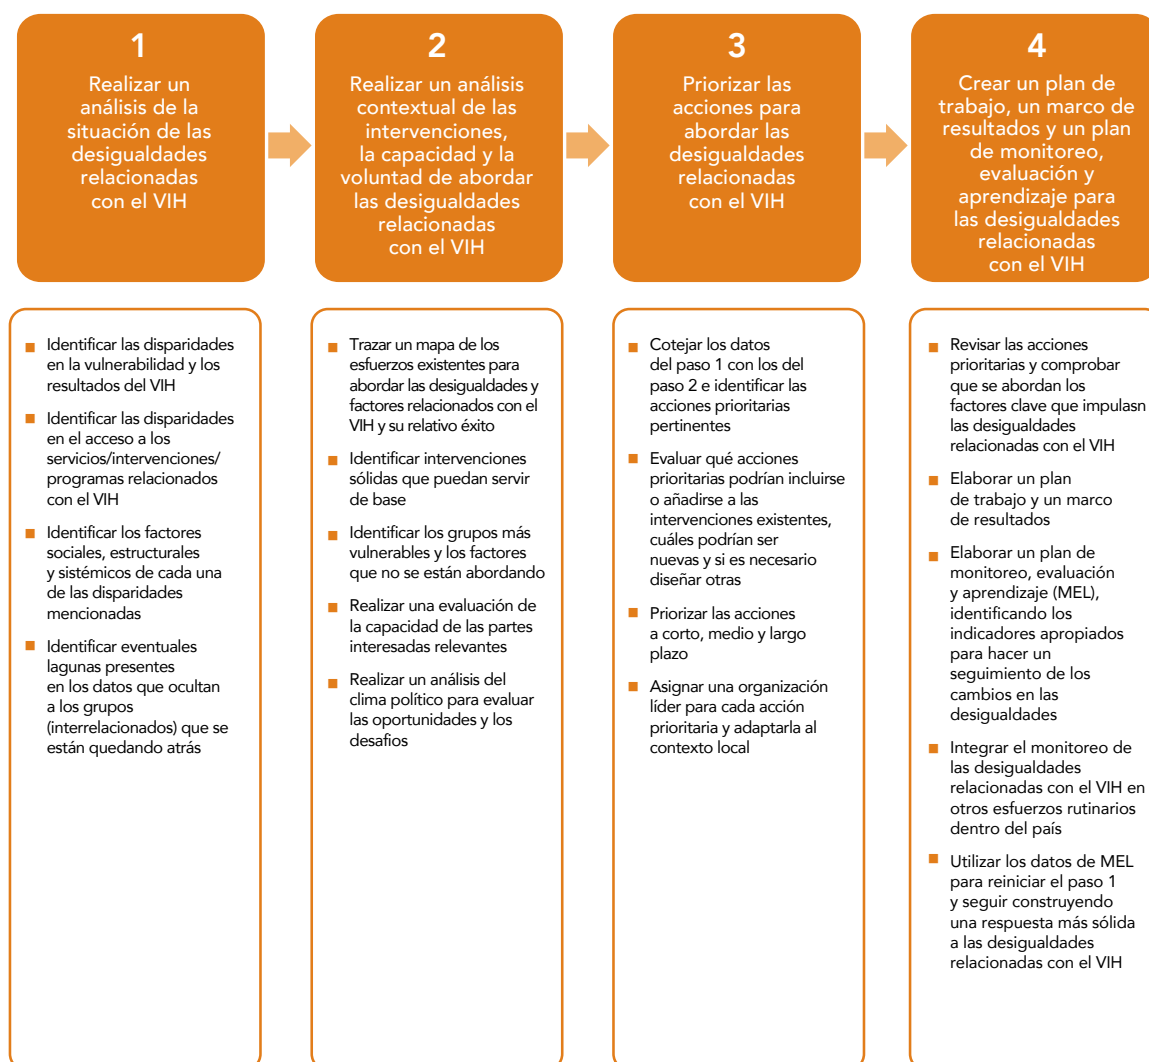 1
Realizar un
análisis de la
situación de las
desigualdades
relacionadas
con el VIH
2
Realizar un análisis
contextual de las
intervenciones,
la capacidad y la
voluntad de abordar
las desigualdades
relacionadas
con el VIH
3
Priorizar las
acciones para
abordar las
desigualdades
relacionadas
con el VIH
4
Crear un plan de
trabajo, un marco de
resultados y un plan
de monitoreo,
evaluación y
aprendizaje para
las desigualdades
relacionadas
con el VIH
Identificar las disparidades
en la vulnerabilidad y los
resultados del VIH
Identificar las disparidades
en el acceso a los
servicios/intervenciones/
programas relacionados
con el VIH
Identificar los factores
sociales, estructurales
y sistémicos de cada una
de las disparidades
mencionadas
Identificar eventuales
lagunas presentes
en los datos que ocultan
a los grupos
(interrelacionados) que se
están quedando atrás
Trazar un mapa de los
esfuerzos existentes para
abordar las desigualdades y
factores relacionados con el
VIH y su relativo éxito
Identificar intervenciones
sólidas que puedan servir
de base
Identificar los grupos más
vulnerables y los factores
que no se están abordando
Realizar una evaluación de
la capacidad de las partes
interesadas relevantes
Realizar un análisis del
clima político para evaluar
las oportunidades y los
desafios
Cotejar los datos
del paso 1 con los del
paso 2 e identificar las
acciones prioritarias
pertinentes
Evaluar qué acciones
prioritarias podrían incluirse
o añadirse a las
intervenciones existentes,
cuáles podrían ser
nuevas y si es necesario
diseñar otras
Priorizar las acciones
a corto, medio y largo
plazo
Asignar una organización
líder para cada acción
prioritaria y adaptarla al
contexto local
Revisar las acciones
prioritarias y comprobar
que se abordan los
factores clave que impulasn
las desigualdades
relacionadas con el VIH
Elaborar un plan
de trabajo y un marco
de resultados
Elaborar un plan de
monitoreo, evaluación
y aprendizaje (MEL),
identificando los
indicadores apropiados
para hacer un
seguimiento de los
cambios en las
desigualdades
Integrar el monitoreo de
las desigualdades
relacionadas con el VIH en
otros esfuerzos rutinarios
dentro del país
Utilizar los datos de MEL
para reiniciar el paso 1
y seguir construyendo
una respuesta más sólida
a las desigualdades
relacionadas con el VIH